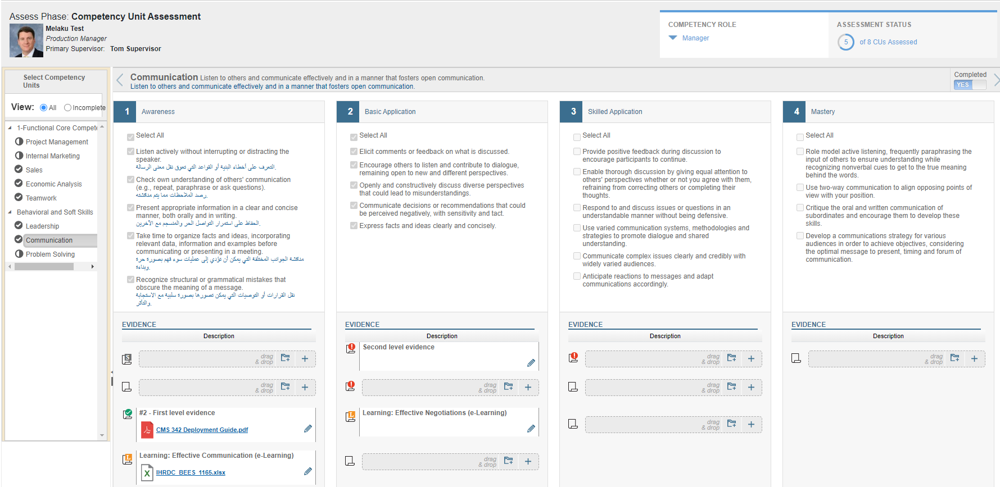 Assess Phase: Competency Unit Assessment
Melaku Test
Production Manager
Primary Supervisor: Tom Supervisor
COMPETENCY ROLE
Manager
ASSESSMENT STATUS
5 of 8 CUs Assessed
Select Competency
Units
View: All Incomplete
1-Functional Core Compete
Project Management
Internal Marketing
Sales
Economic Analysis
Teamwork
Behavioral and Soft Skills
Leadership
Communication
Problem Solving
Communication Listen to others and communicate effectively and in a manner that fosters open communication.
Listen to others and communicate effectively and in a manner that fosters open communication.
Completed
YES
1 Awareness
Select All
Listen actively without interrupting or distracting the
speaker.
التعرف على أخطاء البنية أو القواعد التي تعوق نقل معنى الرسالة.
Check own understanding of others' communication
(e.g., repeat, paraphrase or ask questions).
رصد الملاحظات مما يتم مناقشته.
Present appropriate information in a clear and concise
manner, both orally and in writing.
الحفاظ على استمرار التواصل الحر والمنسجم مع الآخرين.
Take time to organize facts and ideas, incorporating
relevant data, information and examples before
communicating or presenting in a meeting.
مناقشة الجوانب المختلفة التي يمكن أن تؤدي إلى عمليات سوء فهم بصورة حرة
وبناءة.
Recognize structural or grammatical mistakes that
obscure the meaning of a message.
نقل القرارات أو التوصيات التي يمكن تصورها بصورة سلبية مع الاستجابة
والتأثر.
EVIDENCE
Description
S
drag
& drop
drag
& drop
#2 - First level evidence
CMS 342 Deployment Guide.pdf
L
Learning: Effective Communication (e-Learning)
X
IHRDC_BEES_1165.xlsx
2 Basic Application
Select All
Elicit comments or feedback on what is discussed.
Encourage others to listen and contribute to dialogue,
remaining open to new and different perspectives.
Openly and constructively discuss diverse perspectives
that could lead to misunderstandings.
Communicate decisions or recommendations that could
be perceived negatively, with sensitivity and tact.
Express facts and ideas clearly and concisely.
EVIDENCE
Description
Second level evidence
drag
& drop
L
Learning: Effective Negotiations (e-Learning)
drag
& drop
3 Skilled Application
Select All
Provide positive feedback during discussion to
encourage participants to continue.
Enable thorough discussion by giving equal attention to
others' perspectives whether or not you agree with them,
refraining from correcting others or completing their
thoughts.
Respond to and discuss issues or questions in an
understandable manner without being defensive.
Use varied communication systems, methodologies and
strategies to promote dialogue and shared
understanding.
Communicate complex issues clearly and credibly with
widely varied audiences.
Anticipate reactions to messages and adapt
communications accordingly.
EVIDENCE
Description
drag
& drop
drag
& drop
drag
& drop
4 Mastery
Select All
Role model active listening, frequently paraphrasing the
input of others to ensure understanding while
recognizing nonverbal cues to get to the true meaning
behind the words.
Use two-way communication to align opposing points of
view with your position.
Critique the oral and written communication of
subordinates and encourage them to develop these
skills.
Develop a communications strategy for various
audiences in order to achieve objectives, considering
the optimal message to present, timing and forum of
communication.
EVIDENCE
Description
drag
& drop